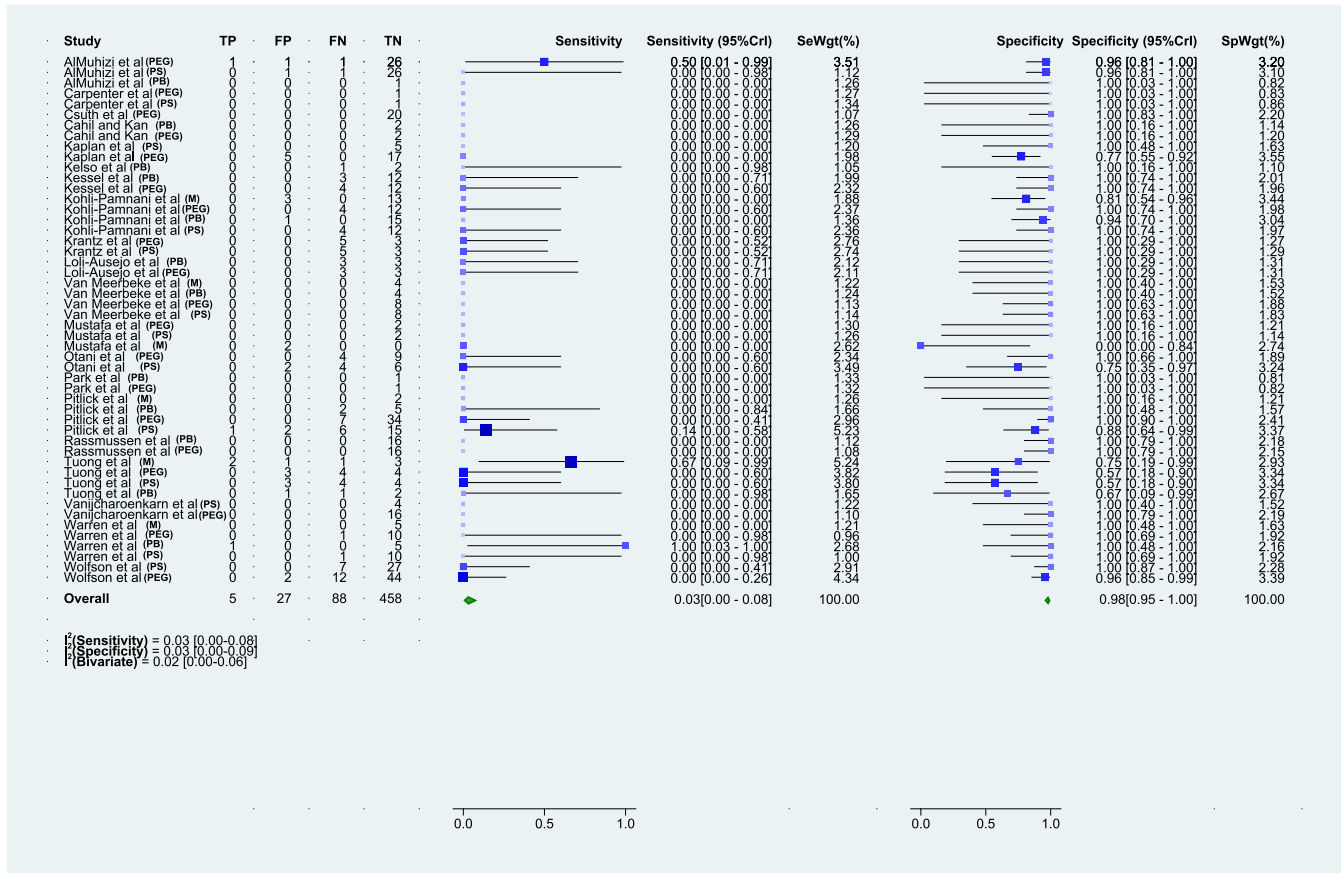 Study TP FP FN TN Sensitivity Sensitivity (95%CrI) SeWgt(%) Specificity Specificity (95%CrI) SpWgt(%)
AlMuhizi et al (PEG) 1 1 1 26 0.50 [0.01 - 0.99] 3.51 0.96 [0.81 - 1.00] 3.20
AlMuhizi et al (PS) 0 1 1 26 0.00 [0.00 - 0.98] 1.12 0.96 [0.81 - 1.00] 3.10
AlMuhizi et al (PB) 0 0 0 1 0.00 [0.00 - 0.00] 1.26 1.00 [0.03 - 1.00] 0.82
Carpenter et al (PEG) 0 0 0 1 0.00 [0.00 - 0.00] 1.27 1.00 [0.03 - 1.00] 0.83
Carpenter et al (PS) 0 0 0 1 0.00 [0.00 - 0.00] 1.34 1.00 [0.03 - 1.00] 0.86
Csuth et al (PEG) 0 0 0 20 0.00 [0.00 - 0.00] 1.07 1.00 [0.83 - 1.00] 2.20
Cahil and Kan (PB) 0 0 0 2 0.00 [0.00 - 0.00] 1.26 1.00 [0.16 - 1.00] 1.14
Cahil and Kan (PEG) 0 0 0 2 0.00 [0.00 - 0.00] 1.29 1.00 [0.16 - 1.00] 1.20
Kaplan et al (PS) 0 0 0 5 0.00 [0.00 - 0.00] 1.20 1.00 [0.48 - 1.00] 1.63
Kaplan et al (PEG) 0 5 0 17 0.00 [0.00 - 0.00] 1.98 0.77 [0.55 - 0.92] 3.55
Kelso et al (PB) 0 0 1 2 0.00 [0.00 - 0.98] 1.05 1.00 [0.16 - 1.00] 1.10
Kessel et al (PB) 0 0 3 12 0.00 [0.00 - 0.71] 1.99 1.00 [0.74 - 1.00] 2.01
Kessel et al (PEG) 0 0 4 12 0.00 [0.00 - 0.60] 2.32 1.00 [0.74 - 1.00] 1.96
Kohli-Pamnani et al (M) 0 3 0 13 0.00 [0.00 - 0.00] 1.88 0.81 [0.54 - 0.96] 3.44
Kohli-Pamnani et al (PEG) 0 0 4 12 0.00 [0.00 - 0.60] 2.37 1.00 [0.74 - 1.00] 1.98
Kohli-Pamnani et al (PB) 0 1 0 15 0.00 [0.00 - 0.00] 1.36 0.94 [0.70 - 1.00] 3.04
Kohli-Pamnani et al (PS) 0 0 4 12 0.00 [0.00 - 0.60] 2.36 1.00 [0.74 - 1.00] 1.97
Krantz et al (PEG) 0 0 5 3 0.00 [0.00 - 0.52] 2.76 1.00 [0.29 - 1.00] 1.27
Krantz et al (PS) 0 0 5 3 0.00 [0.00 - 0.52] 2.74 1.00 [0.29 - 1.00] 1.29
Loli-Ausejo et al (PB) 0 0 3 3 0.00 [0.00 - 0.71] 2.12 1.00 [0.29 - 1.00] 1.31
Loli-Ausejo et al (PEG) 0 0 3 3 0.00 [0.00 - 0.71] 2.11 1.00 [0.29 - 1.00] 1.31
Van Meerbeke et al (M) 0 0 0 4 0.00 [0.00 - 0.00] 1.22 1.00 [0.40 - 1.00] 1.53
Van Meerbeke et al (PB) 0 0 0 4 0.00 [0.00 - 0.00] 1.24 1.00 [0.40 - 1.00] 1.52
Van Meerbeke et al (PEG) 0 0 0 8 0.00 [0.00 - 0.00] 1.13 1.00 [0.63 - 1.00] 1.88
Van Meerbeke et al (PS) 0 0 0 8 0.00 [0.00 - 0.00] 1.14 1.00 [0.63 - 1.00] 1.83
Mustafa et al (PEG) 0 0 0 2 0.00 [0.00 - 0.00] 1.30 1.00 [0.16 - 1.00] 1.21
Mustafa et al (PS) 0 0 0 2 0.00 [0.00 - 0.00] 1.26 1.00 [0.16 - 1.00] 1.14
Mustafa et al (M) 0 2 0 0 0.00 [0.00 - 0.00] 2.62 0.00 [0.00 - 0.84] 2.74
Otani et al (PEG) 0 0 4 9 0.00 [0.00 - 0.60] 2.34 1.00 [0.66 - 1.00] 1.89
Otani et al (PS) 0 2 4 6 0.00 [0.00 - 0.60] 3.49 0.75 [0.35 - 0.97] 3.24
Park et al (PB) 0 0 0 1 0.00 [0.00 - 0.00] 1.33 1.00 [0.03 - 1.00] 0.81
Park et al (PEG) 0 0 0 1 0.00 [0.00 - 0.00] 1.32 1.00 [0.03 - 1.00] 0.82
Pitlick et al (M) 0 0 0 2 0.00 [0.00 - 0.00] 1.26 1.00 [0.16 - 1.00] 1.21
Pitlick et al (PB) 0 0 2 5 0.00 [0.00 - 0.84] 1.66 1.00 [0.48 - 1.00] 1.57
Pitlick et al (PEG) 0 0 7 34 0.00 [0.00 - 0.41] 2.96 1.00 [0.90 - 1.00] 2.41
Pitlick et al (PS) 1 2 6 15 0.14 [0.00 - 0.58] 5.23 0.88 [0.64 - 0.99] 3.37
Rassmussen et al (PB) 0 0 0 16 0.00 [0.00 - 0.00] 1.12 1.00 [0.79 - 1.00] 2.18
Rassmussen et al (PEG) 0 0 0 16 0.00 [0.00 - 0.00] 1.08 1.00 [0.79 - 1.00] 2.15
Tuong et al (M) 2 1 1 3 0.67 [0.09 - 0.99] 5.24 0.75 [0.19 - 0.99] 2.93
Tuong et al (PEG) 0 3 4 4 0.00 [0.00 - 0.60] 3.82 0.57 [0.18 - 0.90] 3.34
Tuong et al (PS) 0 3 4 4 0.00 [0.00 - 0.60] 3.80 0.57 [0.18 - 0.90] 3.34
Tuong et al (PB) 0 1 1 2 0.00 [0.00 - 0.98] 1.65 0.67 [0.09 - 0.99] 2.67
Vanijcharoenkarn et al (PS) 0 0 0 4 0.00 [0.00 - 0.00] 1.22 1.00 [0.40 - 1.00] 1.52
Vanijcharoenkarn et al (PEG) 0 0 0 16 0.00 [0.00 - 0.00] 1.10 1.00 [0.79 - 1.00] 2.19
Warren et al (M) 0 0 0 5 0.00 [0.00 - 0.00] 1.21 1.00 [0.48 - 1.00] 1.63
Warren et al (PEG) 0 0 1 10 0.00 [0.00 - 0.98] 0.96 1.00 [0.69 - 1.00] 1.92
Warren et al (PB) 1 0 0 5 1.00 [0.03 - 1.00] 2.68 1.00 [0.48 - 1.00] 2.16
Warren et al (PS) 0 0 1 10 0.00 [0.00 - 0.98] 1.00 1.00 [0.69 - 1.00] 1.92
Wolfson et al (PS) 0 0 7 27 0.00 [0.00 - 0.41] 2.91 1.00 [0.87 - 1.00] 2.28
Wolfson et al (PEG) 0 2 12 44 0.00 [0.00 - 0.26] 4.34 0.96 [0.85 - 0.99] 3.39
Overall 5 27 88 458 0.03[0.00 - 0.08] 100.00 0.98[0.95 - 1.00] 100.00
I²(Sensitivity) = 0.03 [0.00-0.08]
I²(Specificity) = 0.03 [0.00-0.09]
I²(Bivariate) = 0.02 [0.00-0.06]
0.0 0.5 1.0 0.0 0.5 1.0